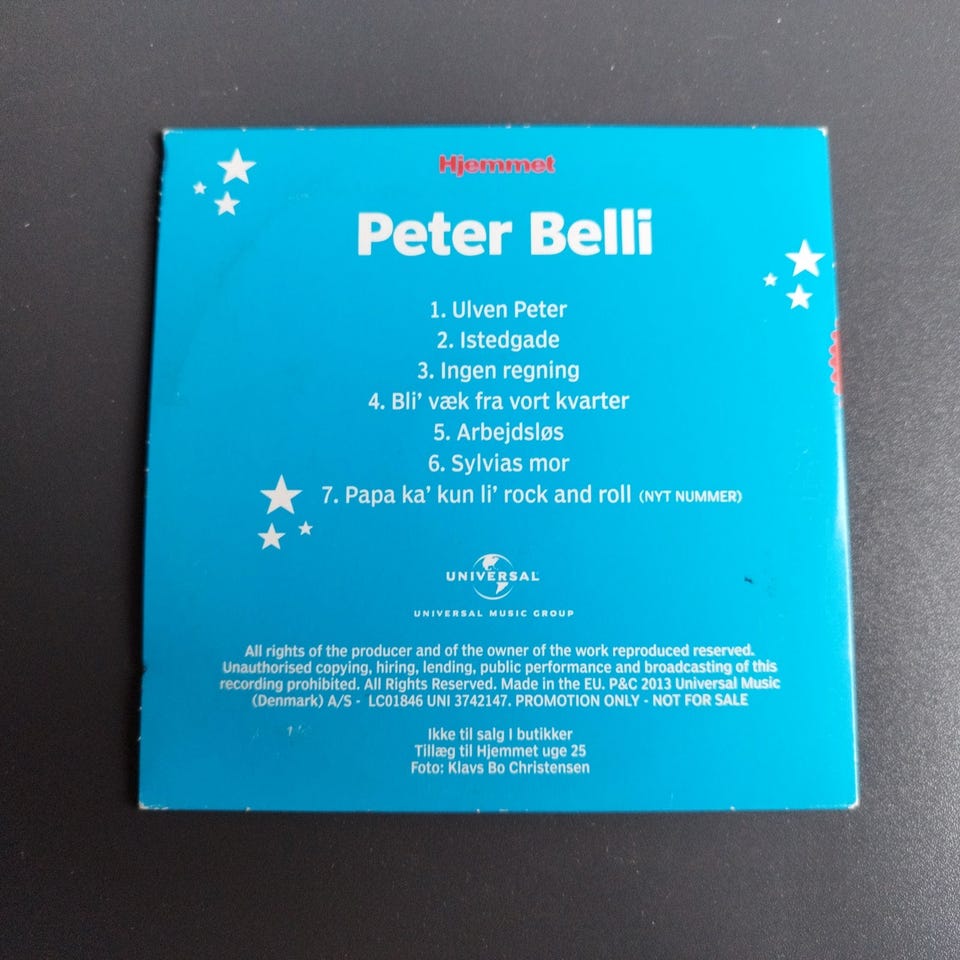 Hjemmet
Peter Belli
1. Ulven Peter
2. Istedgade
3. Ingen regning
4. Bli' væk fra vort kvarter
5. Arbejdsløs
6. Sylvias mor
7. Papa ka' kun li' rock and roll (NYT NUMMER)
UNIVERSAL
UNIVERSAL MUSIC GROUP
All rights of the producer and of the owner of the work reproduced reserved.
Unauthorised copying, hiring, lending, public performance and broadcasting of this
recording prohibited. All Rights Reserved. Made in the EU. P&C 2013 Universal Music
(Denmark) A/S - LC01846 UNI 3742147. PROMOTION ONLY - NOT FOR SALE
Ikke til salg I butikker
Tillæg til Hjemmet uge 25
Foto: Klavs Bo Christensen